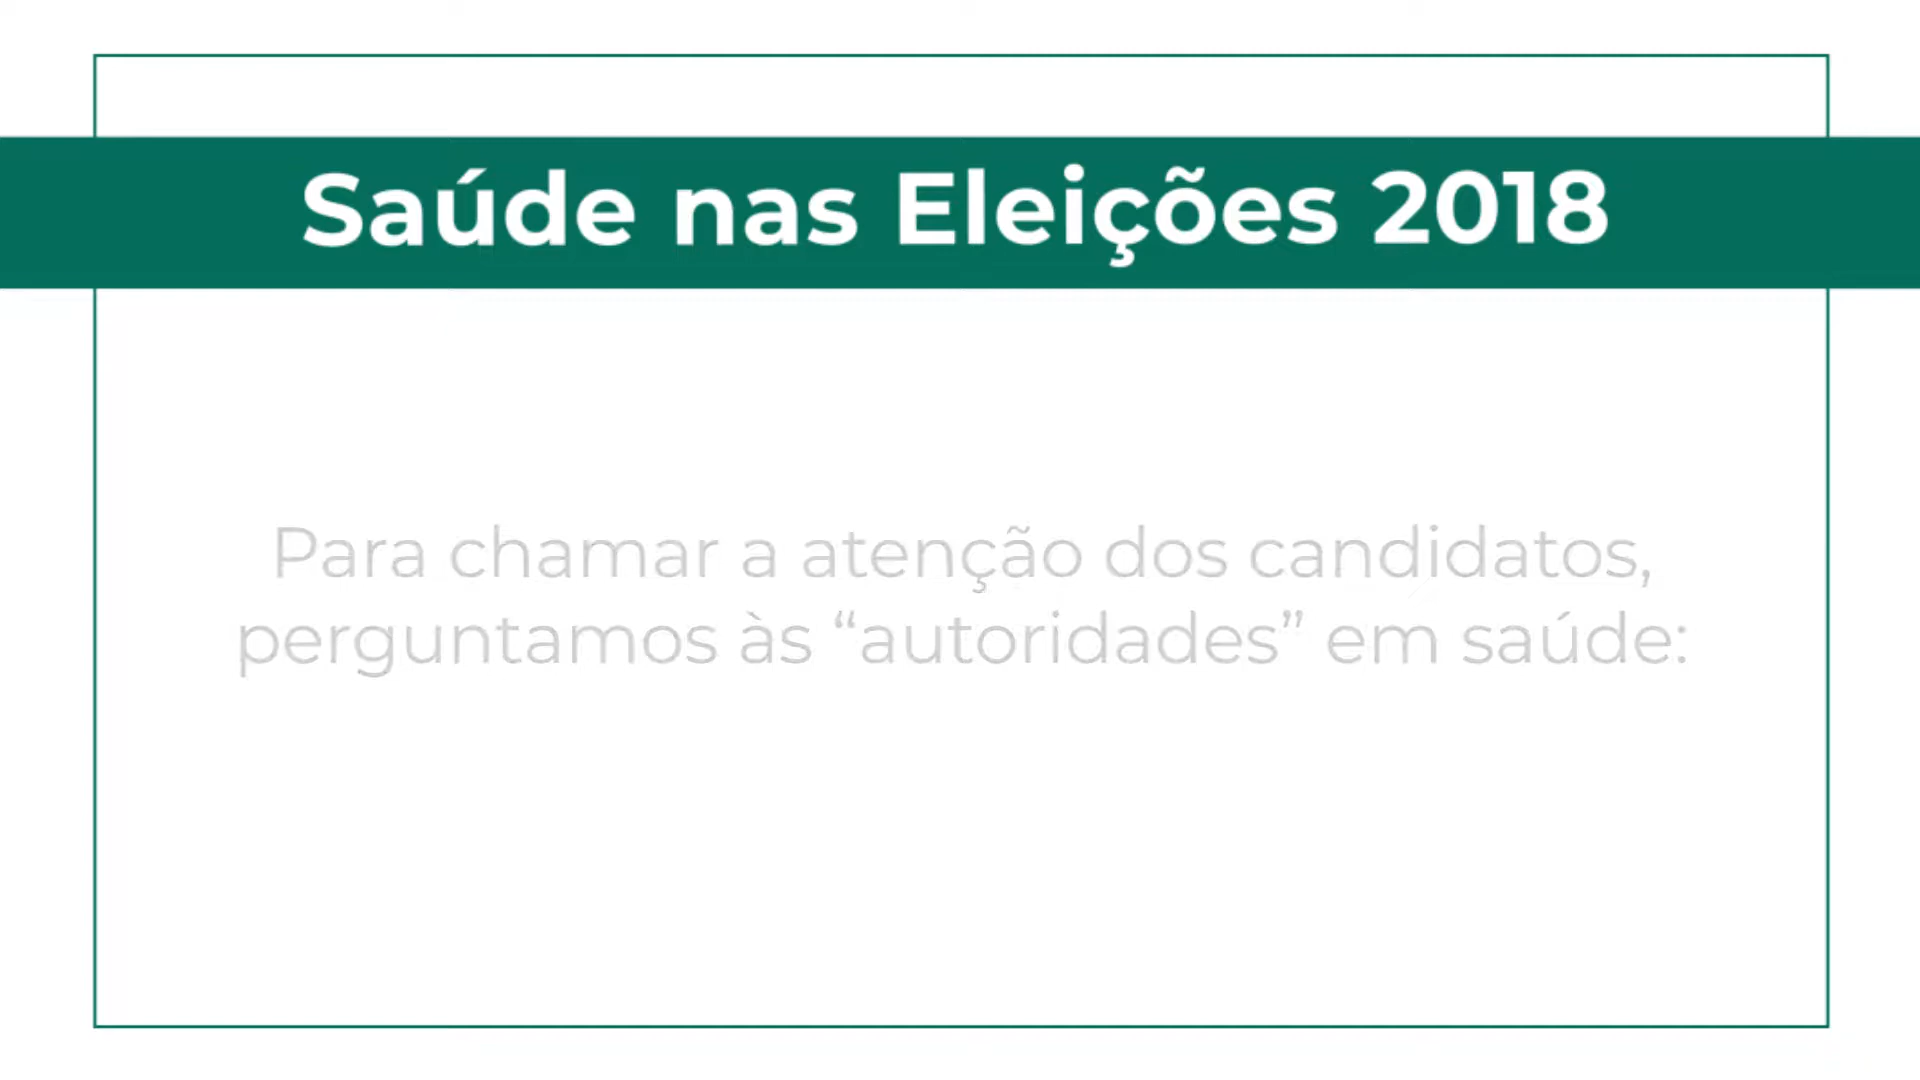 Saúde nas Eleições 2018
Para chamar a atenção dos candidatos,
perguntamos às “autoridades” em saúde: